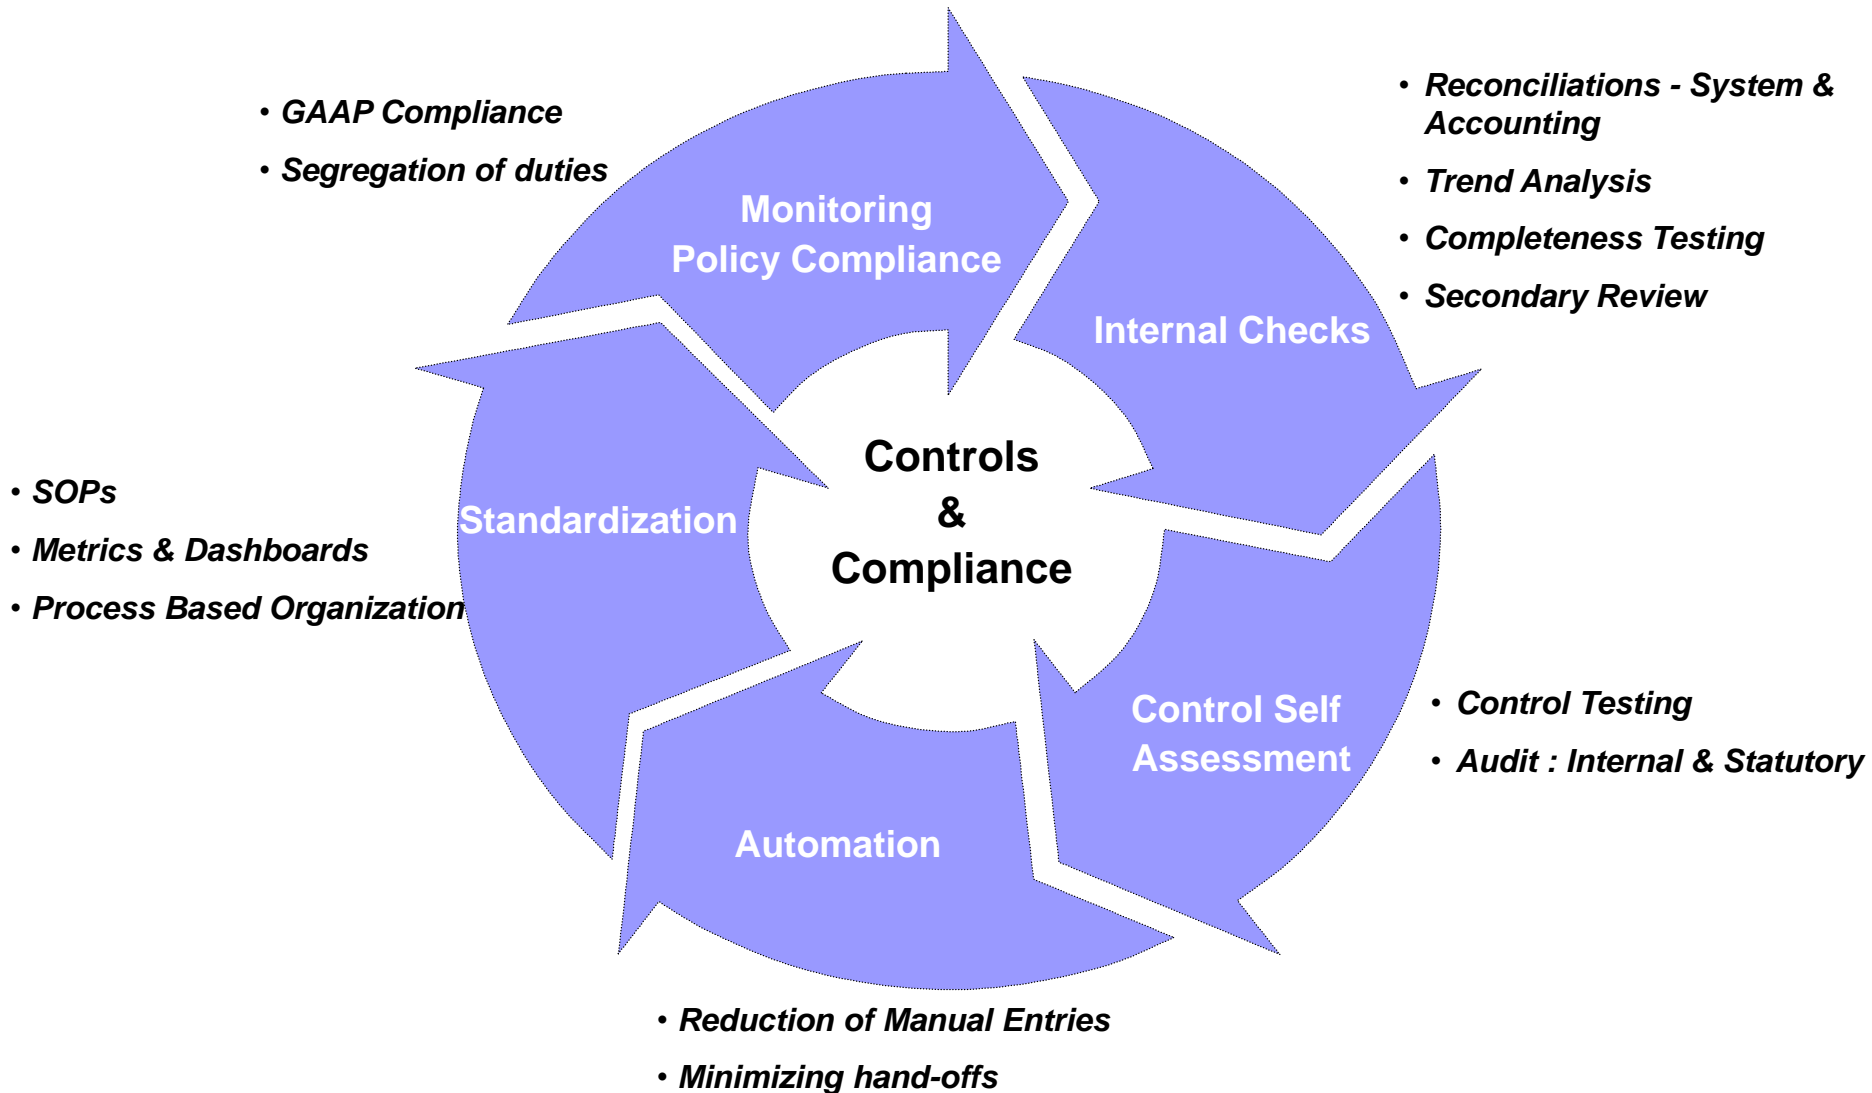 • GAAP Compliance
• Segregation of duties
Monitoring
Policy Compliance
• Reconciliations - System &
Accounting
• Trend Analysis
• Completeness Testing
• Secondary Review
Internal Checks
Controls
&
Compliance
• SOPs
• Metrics & Dashboards
• Process Based Organization
Standardization
Control Self
Assessment
• Control Testing
• Audit : Internal & Statutory
Automation
• Reduction of Manual Entries
• Minimizing hand-offs